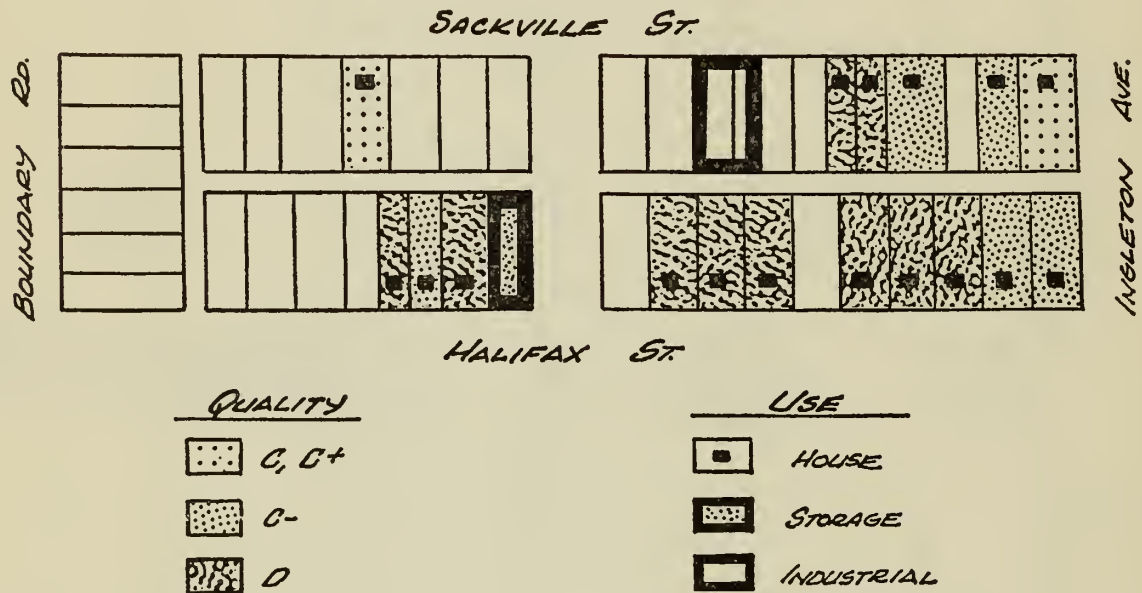 SACKVILLE ST.
BOUNDARY RD.
INGLETON AVE.
HALIFAX ST.
QUALITY
C, C+
C-
D
USE
HOUSE
STORAGE
INDUSTRIAL